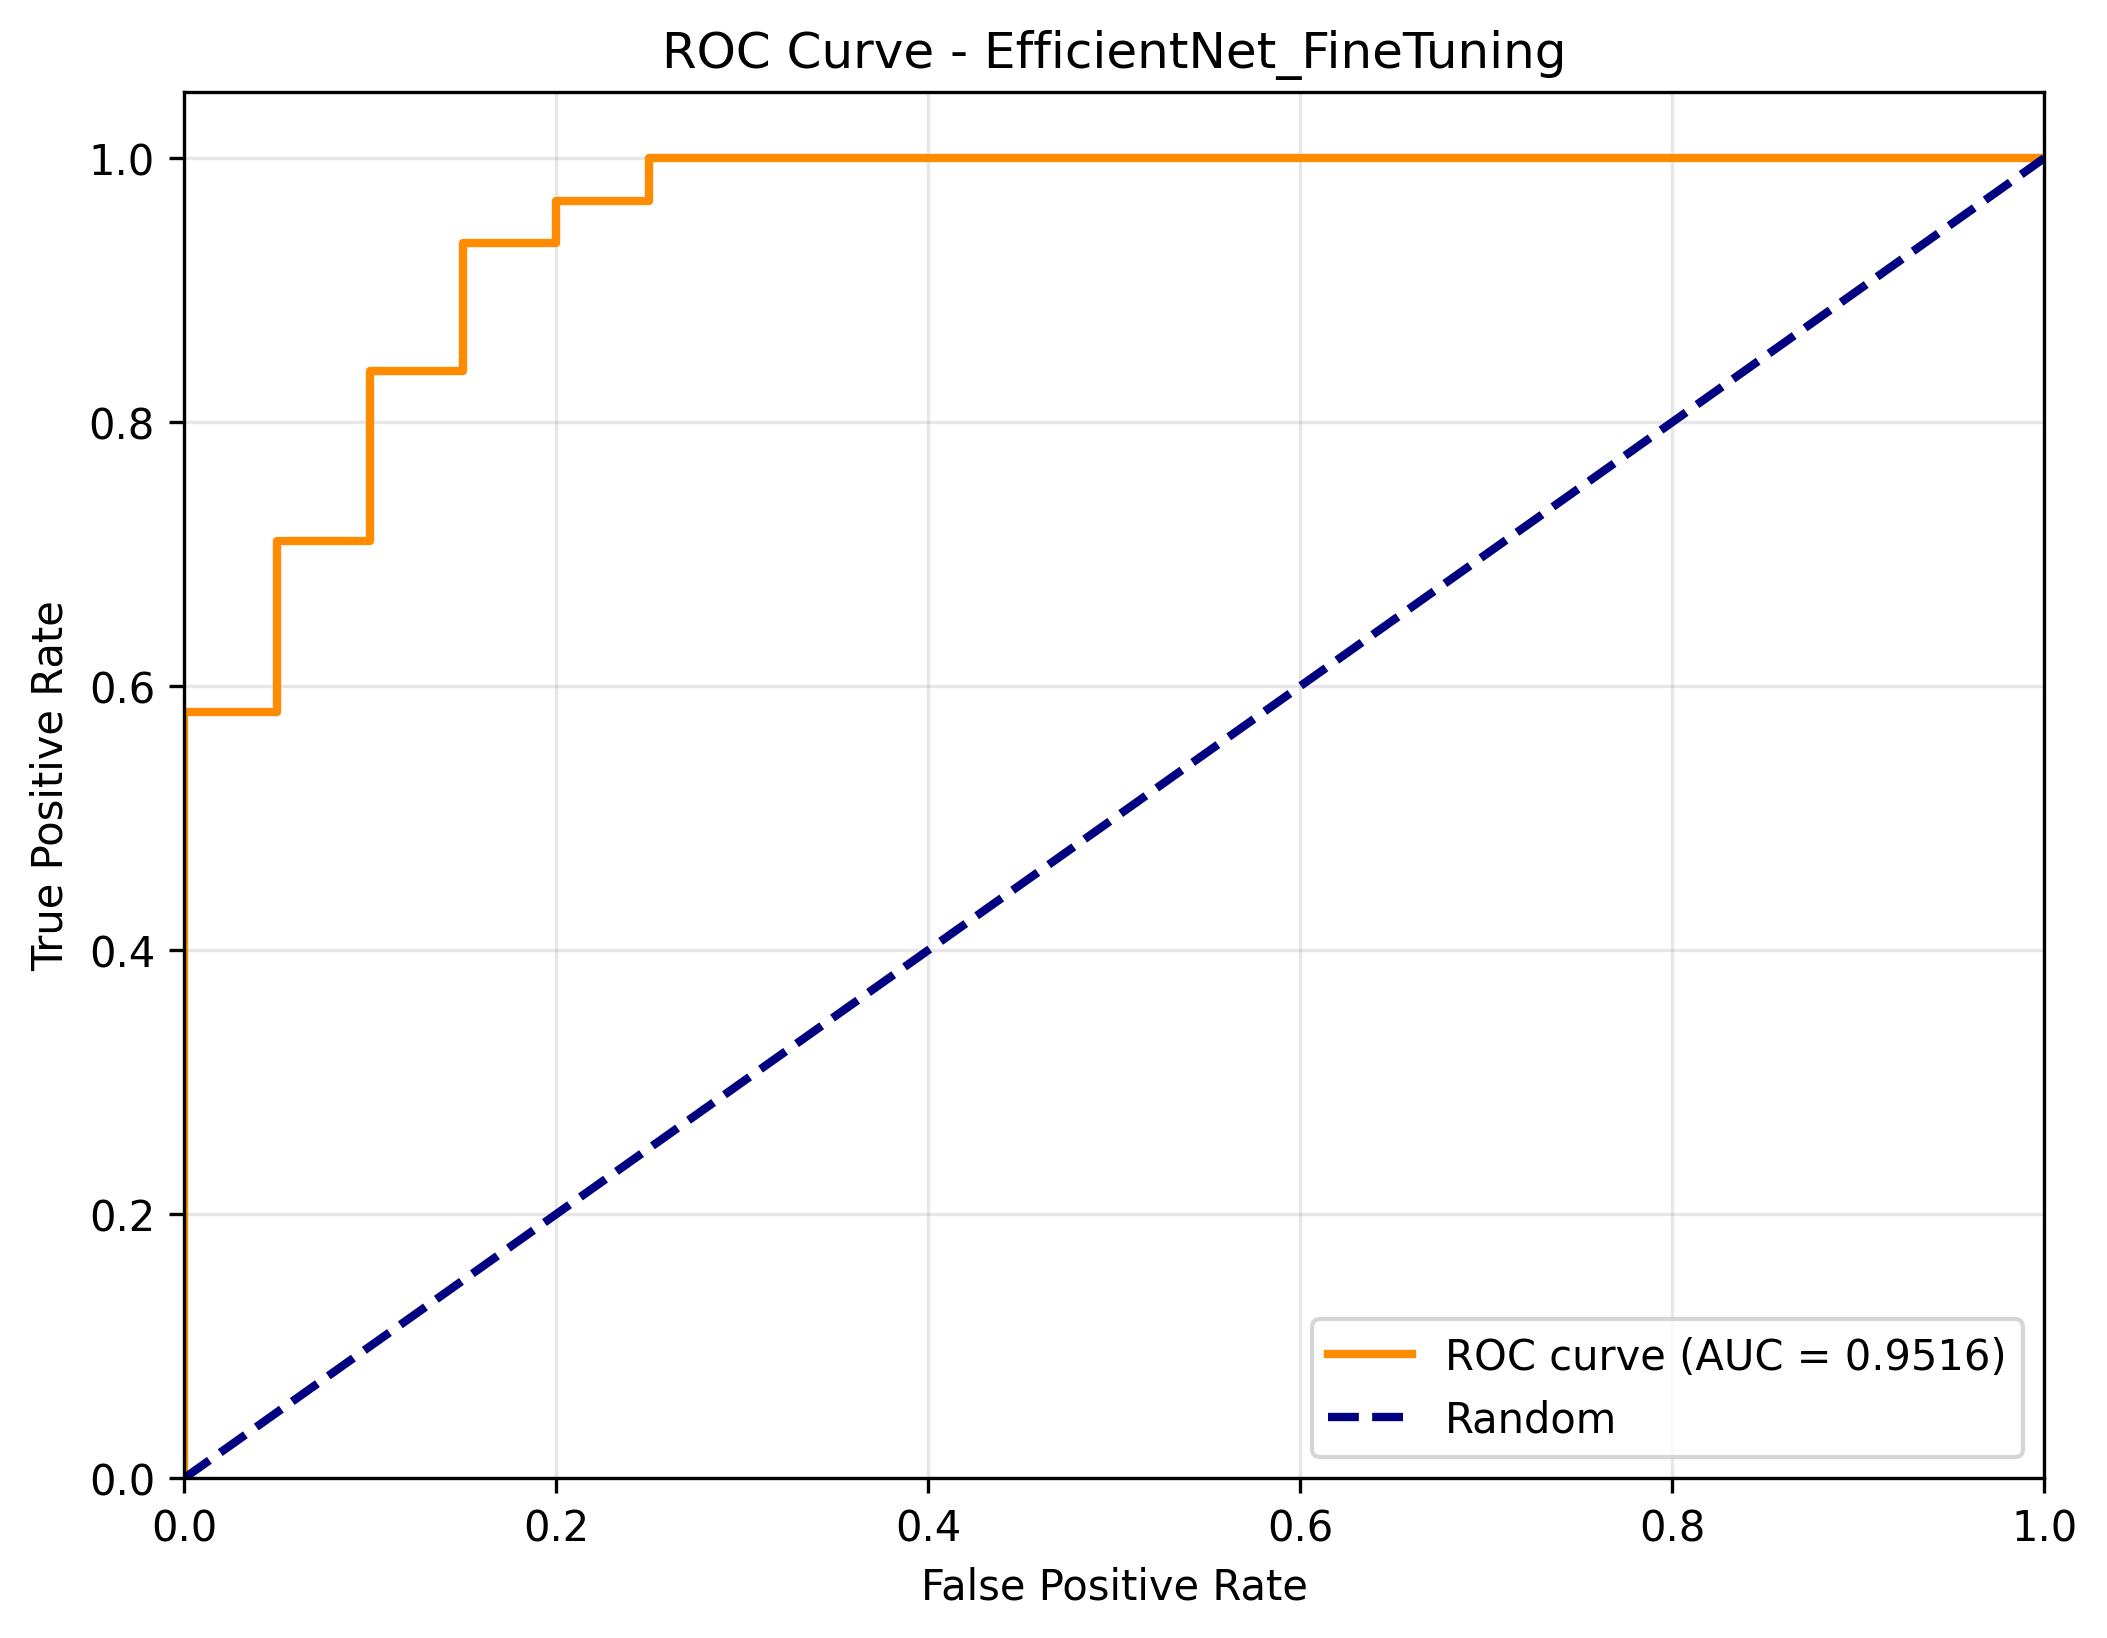 ROC Curve - EfficientNet_FineTuning
True Positive Rate
1.0
0.8
0.6
0.4
0.2
0.0
0.0 0.2 0.4 0.6 0.8 1.0
False Positive Rate
ROC curve (AUC = 0.9516)
Random